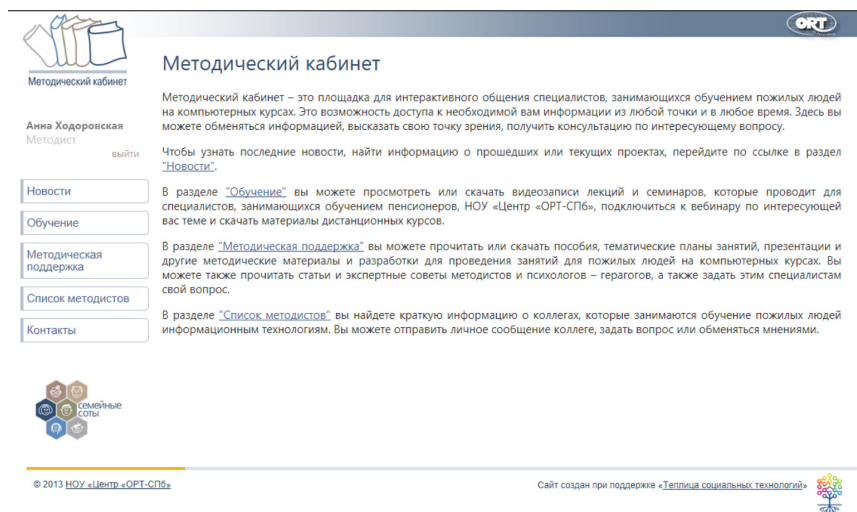 ORT
Методический кабинет
Анна Ходоровская
Методист
выйти
Новости
Обучение
Методическая
поддержка
Список методистов
Контакты
семейные
соты
Методический кабинет
Методический кабинет – это площадка для интерактивного общения специалистов, занимающихся обучением пожилых людей
на компьютерных курсах. Это возможность доступа к необходимой вам информации из любой точки и в любое время. Здесь вы
можете обменяться информацией, высказать свою точку зрения, получить консультацию по интересующему вопросу.
Чтобы узнать последние новости, найти информацию о прошедших или текущих проектах, перейдите по ссылке в раздел
"Новости".
В разделе "Обучение" вы можете просмотреть или скачать видеозаписи лекций и семинаров, которые проводит для
специалистов, занимающихся обучением пенсионеров, НОУ «Центр «ОРТ-СПб», подключиться к вебинару по интересующей
вас теме и скачать материалы дистанционных курсов.
В разделе "Методическая поддержка" вы можете прочитать или скачать пособия, тематические планы занятий, презентации и
другие методические материалы и разработки для проведения занятий для пожилых людей на компьютерных курсах. Вы
можете также прочитать статьи и экспертные советы методистов и психологов – герагогов, а также задать этим специалистам
свой вопрос.
В разделе "Список методистов" вы найдете краткую информацию о коллегах, которые занимаются обучение пожилых людей
информационным технологиям. Вы можете отправить личное сообщение коллеге, задать вопрос или обменяться мнениями.
© 2013 НОУ «Центр «ОРТ-СПб»
Сайт создан при поддержке «Теплица социальных технологий»